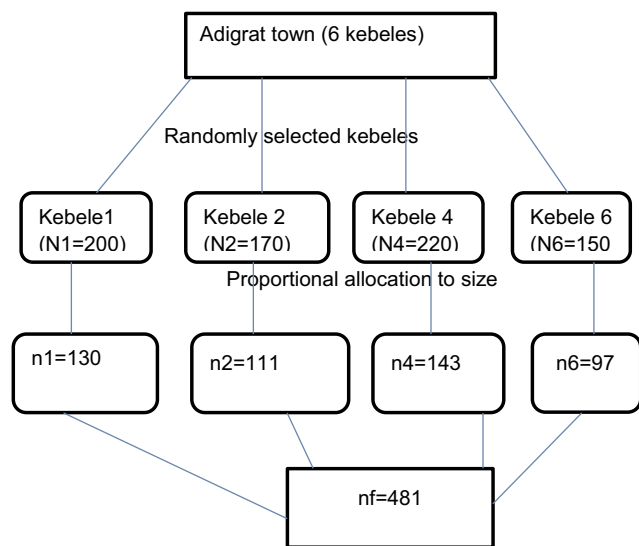 Adigrat town (6 kebeles)
Randomly selected kebeles
Kebele1
(N1=200)
Kebele 2
(N2=170)
Kebele 4
(N4=220)
Kebele 6
(N6=150
Proportional allocation to size
n1=130
n2=111
n4=143
n6=97
nf=481